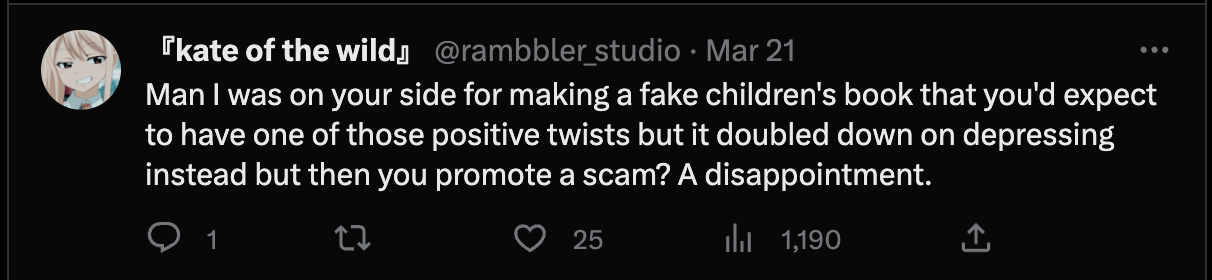 『kate of the wild』 @rambbler_studio · Mar 21
Man I was on your side for making a fake children's book that you'd expect
to have one of those positive twists but it doubled down on depressing
instead but then you promote a scam? A disappointment.
1 25 1,190